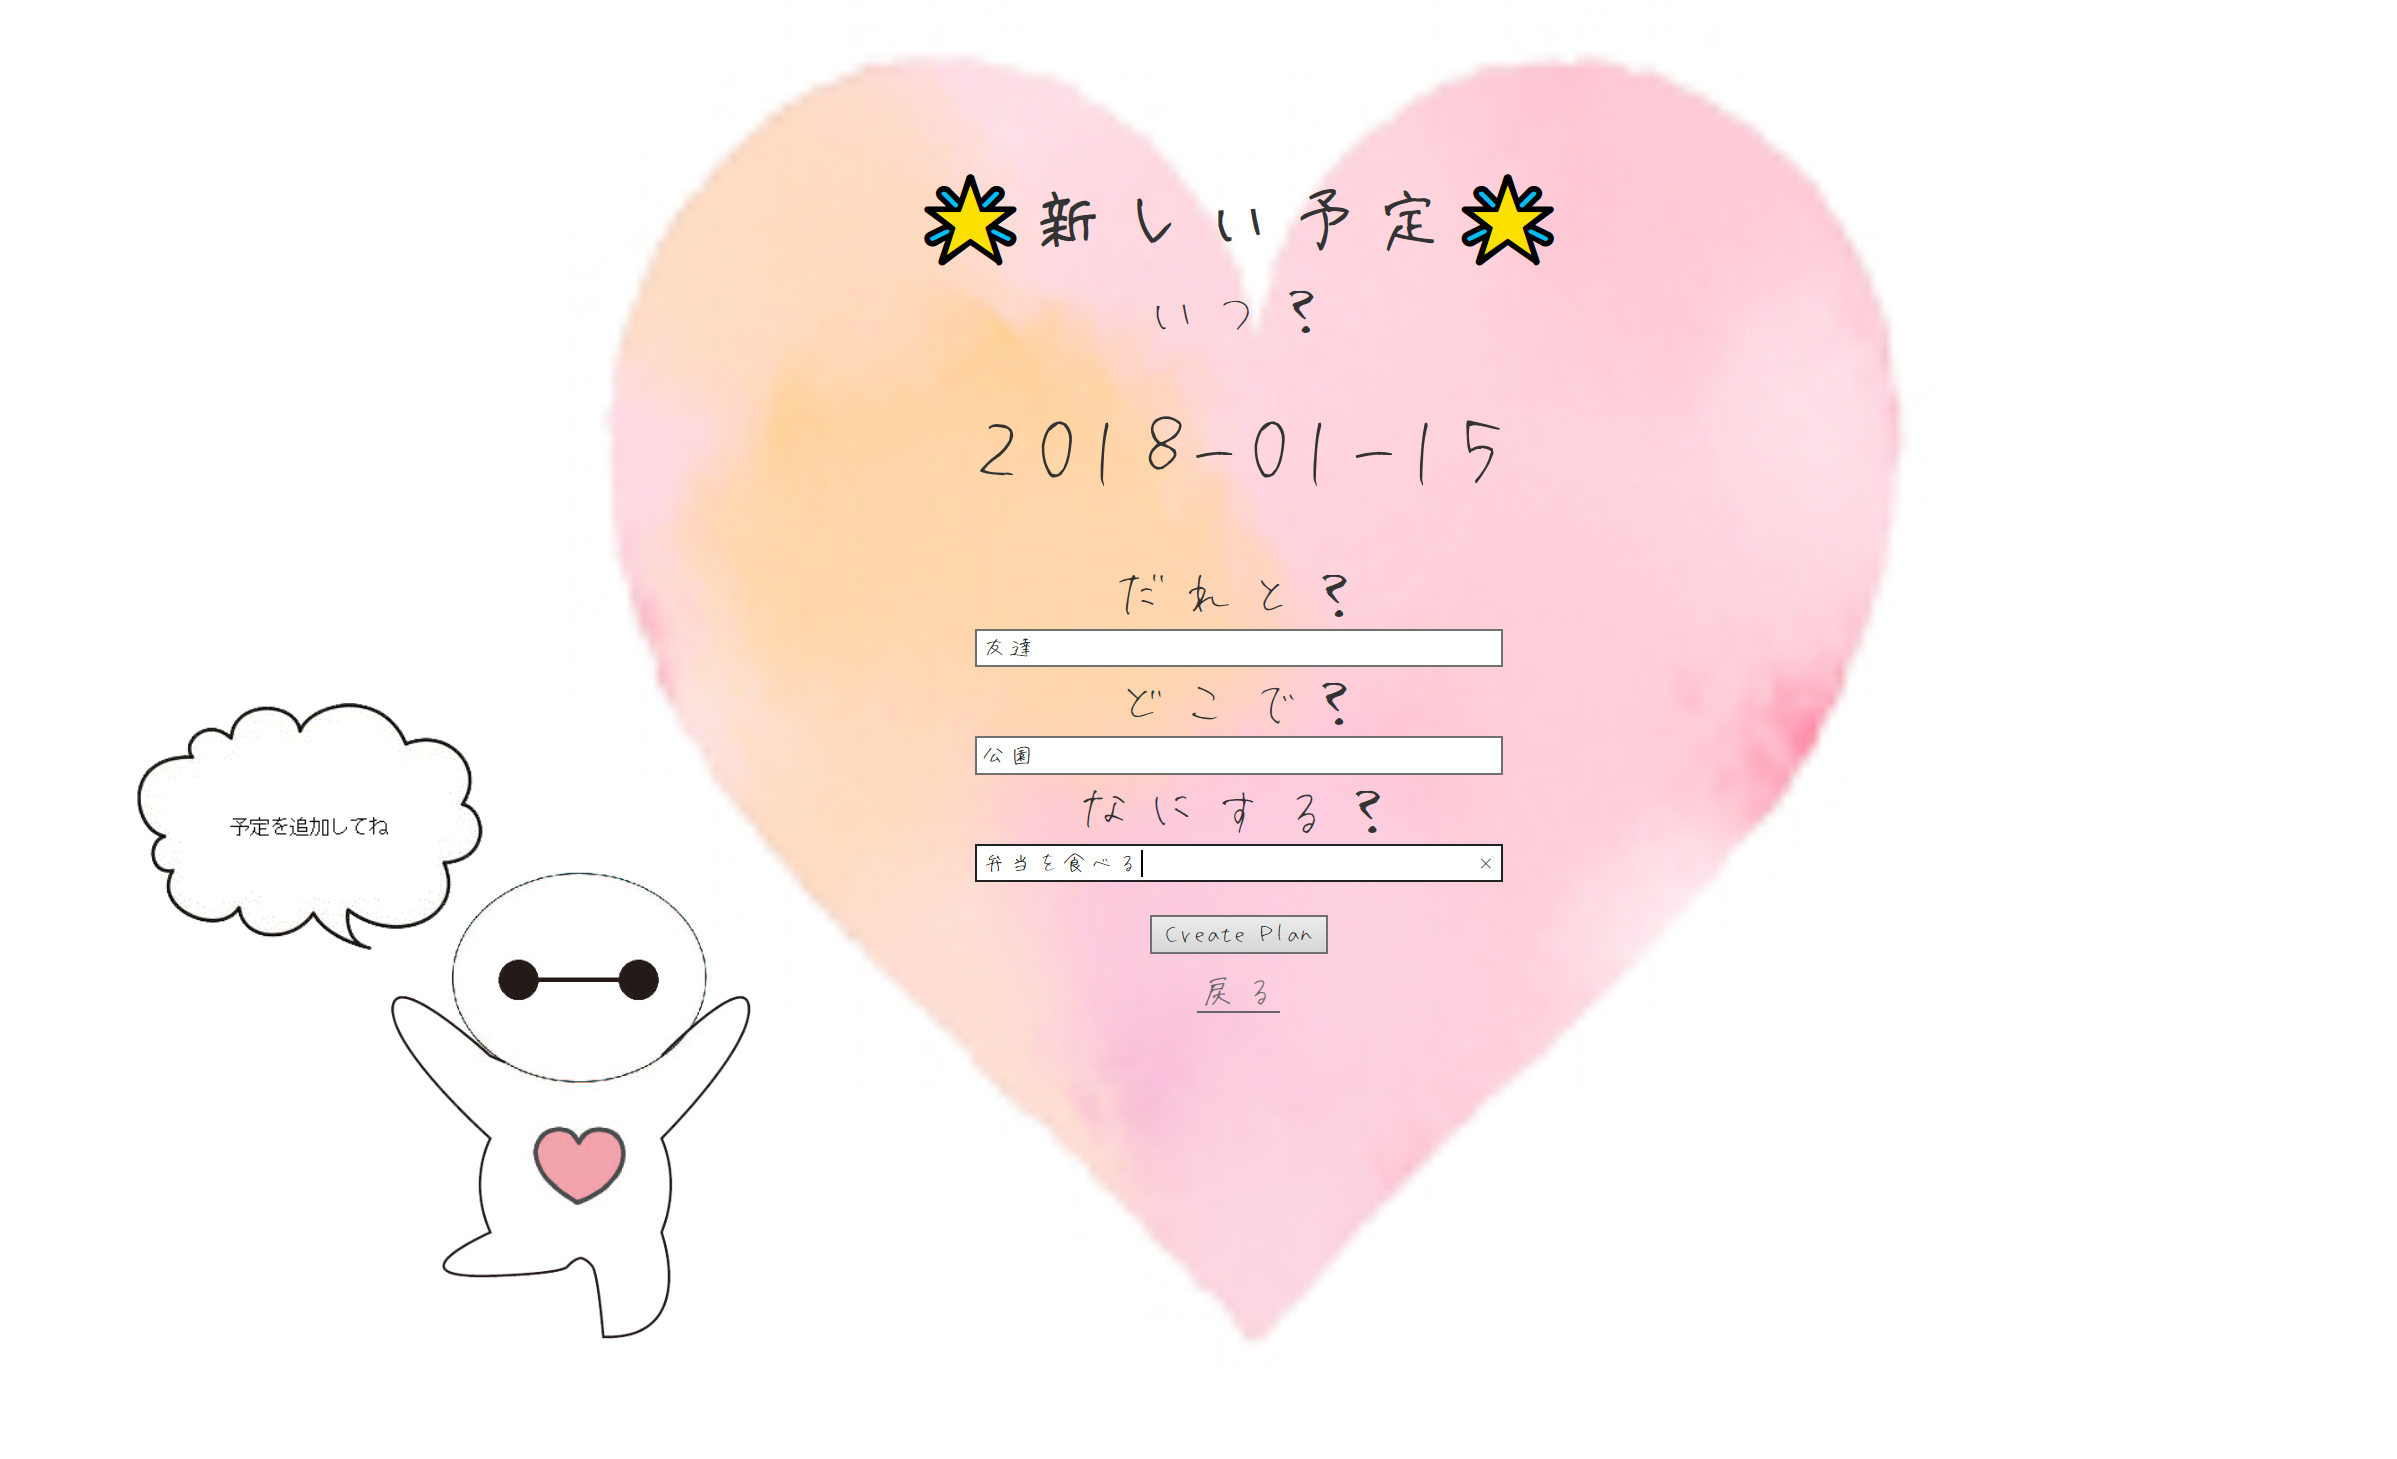 新しい予定
いつ?
2018-01-15
だれと?
友達
どこで?
公園
なにする?
弁当を食べる
×
Create Plan
戻る
予定を追加してね